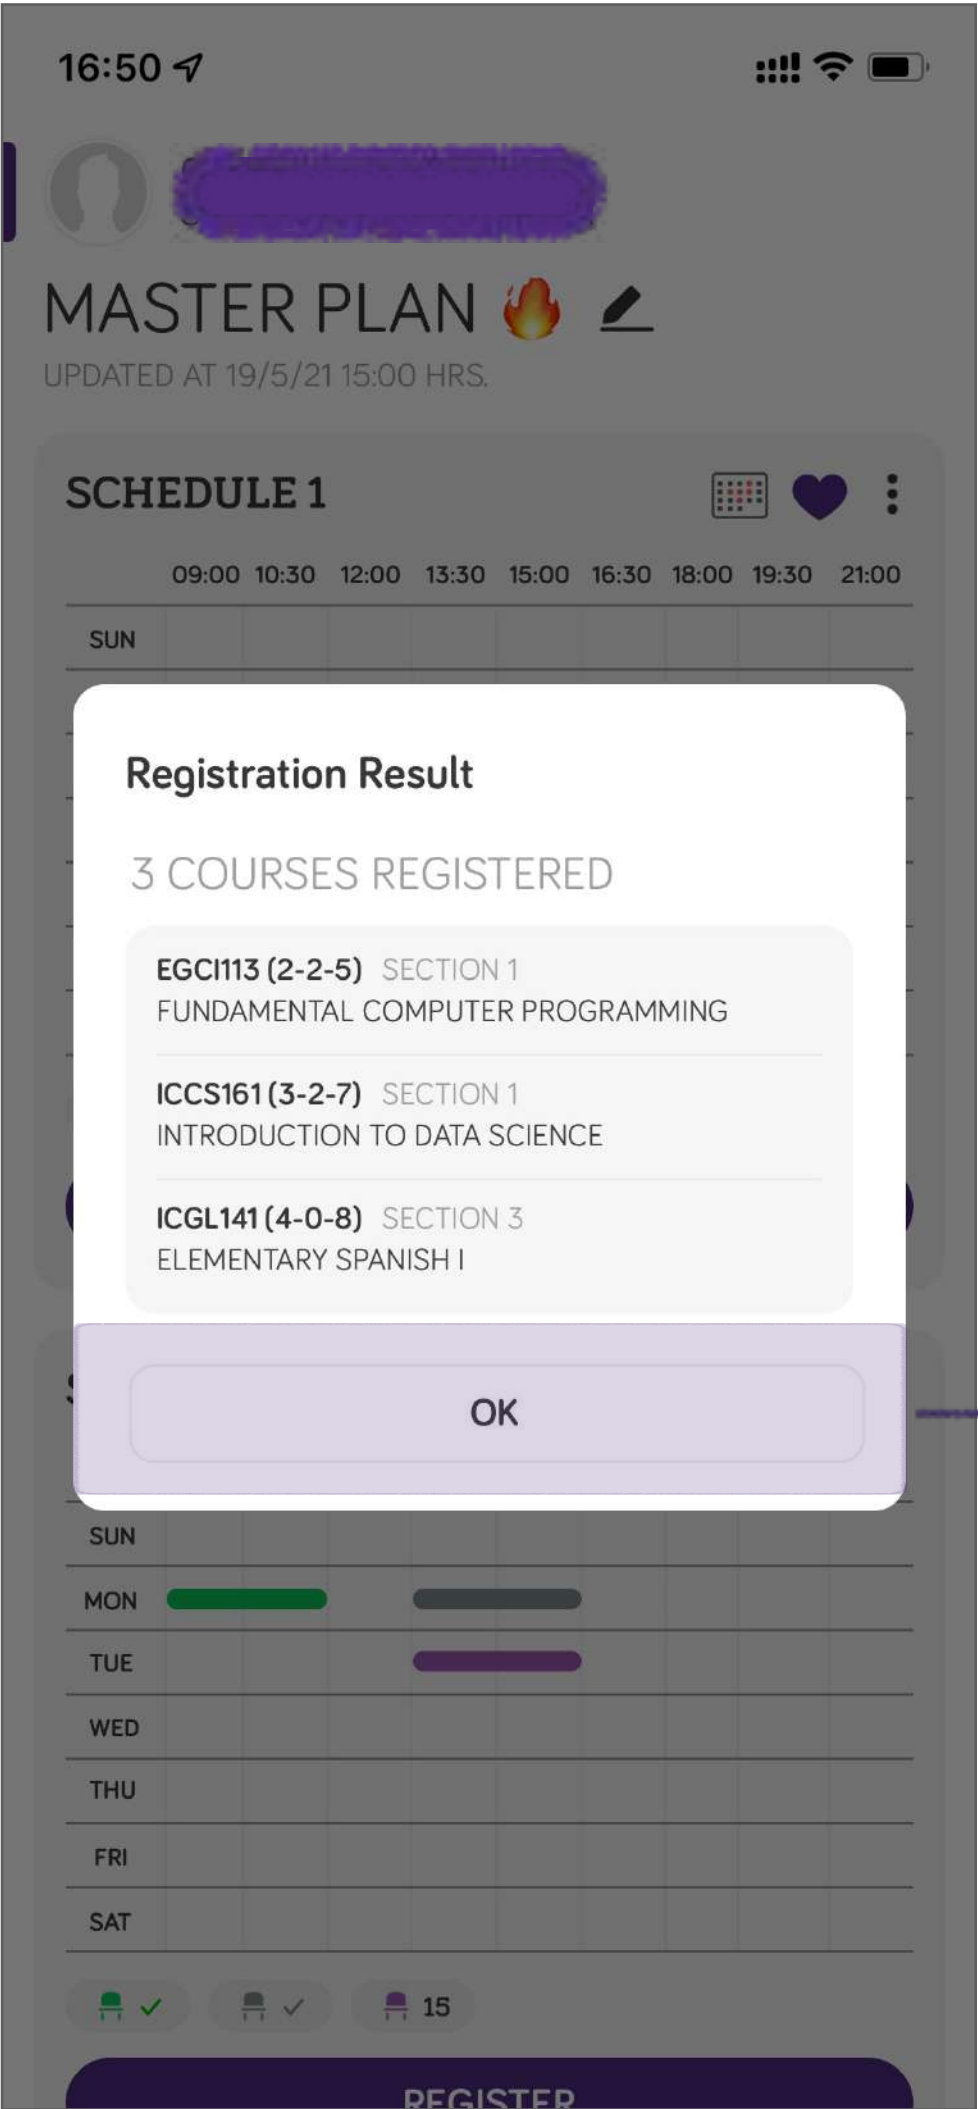 16:50
MASTER PLAN 🔥
UPDATED AT 19/5/21 15:00 HRS.
SCHEDULE 1
09:00 10:30 12:00 13:30 15:00 16:30 18:00 19:30 21:00
SUN
Registration Result
3 COURSES REGISTERED
EGCI113 (2-2-5) SECTION 1
FUNDAMENTAL COMPUTER PROGRAMMING
ICCS161 (3-2-7) SECTION 1
INTRODUCTION TO DATA SCIENCE
ICGL141 (4-0-8) SECTION 3
ELEMENTARY SPANISH I
OK
SUN
MON
TUE
WED
THU
FRI
SAT
15
REGISTER